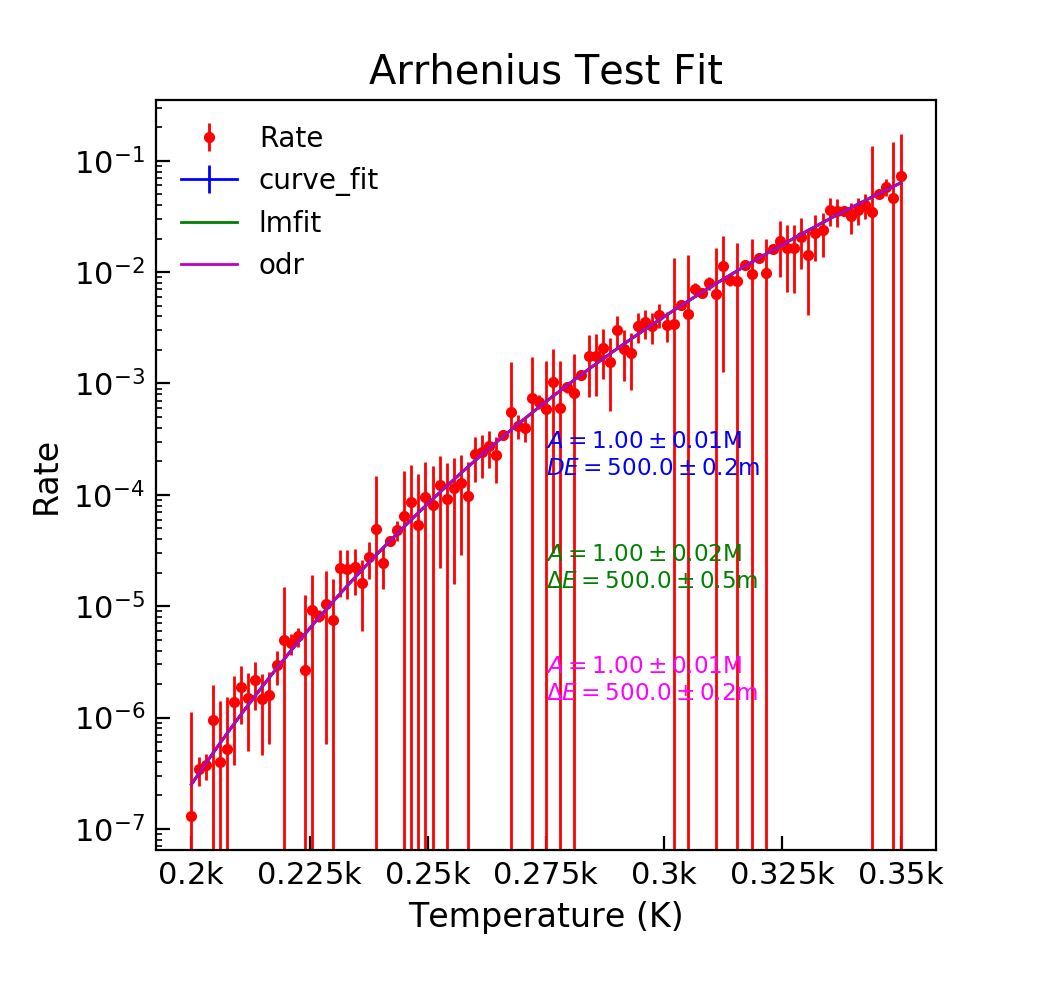 Arrhenius Test Fit
Rate
curve_fit
lmfit
odr
10⁻¹
10⁻²
10⁻³
10⁻⁴
10⁻⁵
10⁻⁶
10⁻⁷
Rate
A = 1.00 ± 0.01M
DE = 500.0 ± 0.2m
A = 1.00 ± 0.02M
ΔE = 500.0 ± 0.5m
A = 1.00 ± 0.01M
ΔE = 500.0 ± 0.2m
0.2k 0.225k 0.25k 0.275k 0.3k 0.325k 0.35k
Temperature (K)